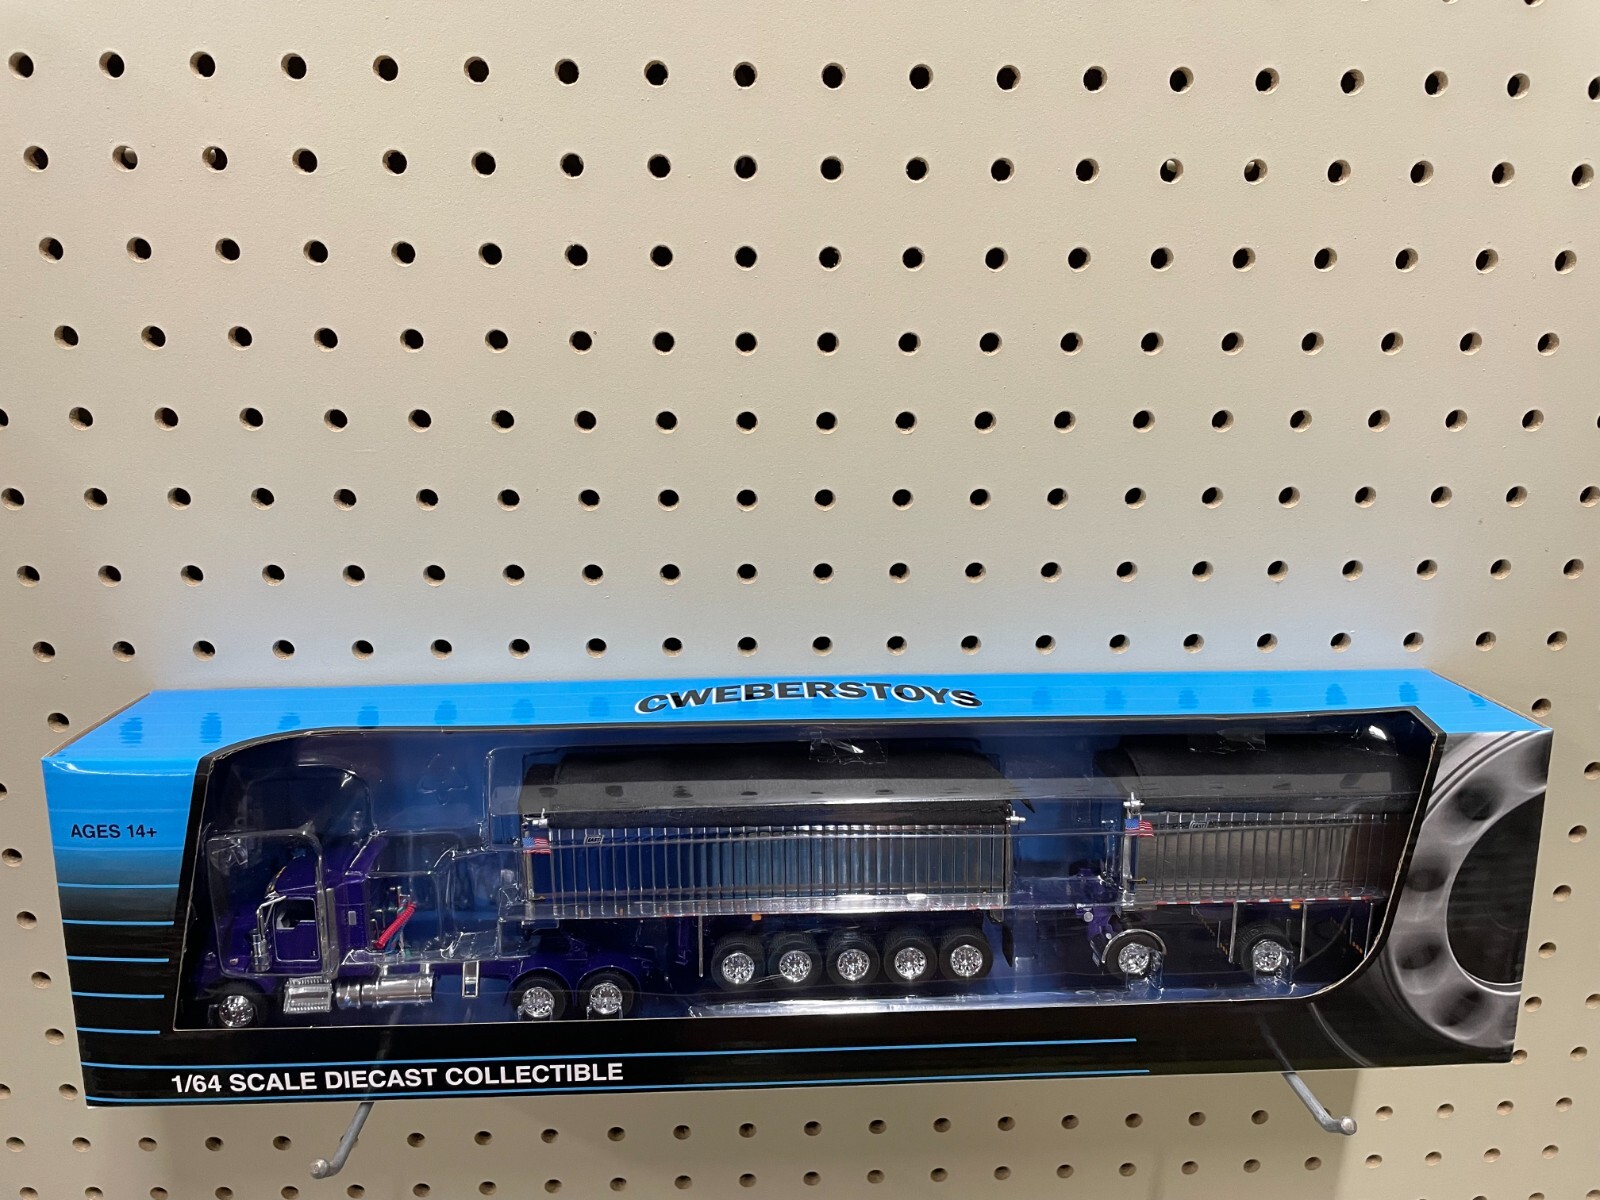 CWEBERSTOYS
AGES 14+
1/64 SCALE DIECAST COLLECTIBLE